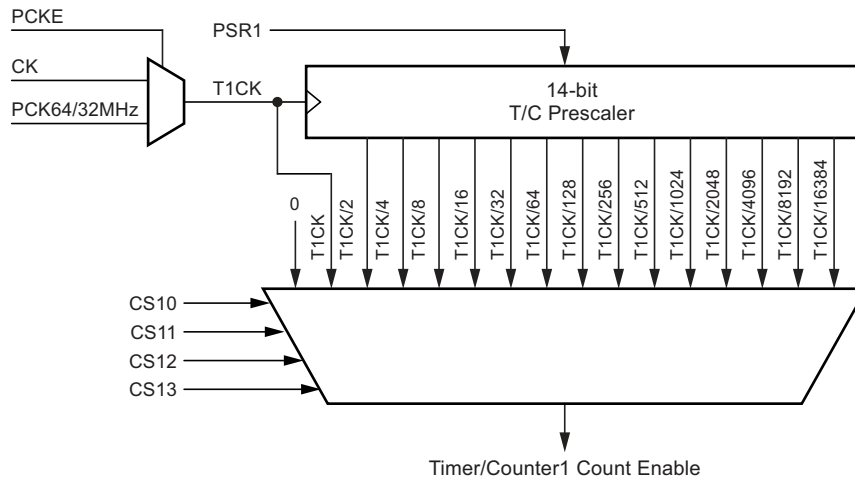 PCKE
PSR1
CK
T1CK
14-bit
T/C Prescaler
PCK64/32MHz
0
T1CK
T1CK/2
T1CK/4
T1CK/8
T1CK/16
T1CK/32
T1CK/64
T1CK/128
T1CK/256
T1CK/512
T1CK/1024
T1CK/2048
T1CK/4096
T1CK/8192
T1CK/16384
CS10
CS11
CS12
CS13
Timer/Counter1 Count Enable